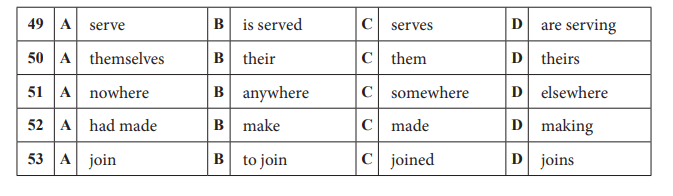 49 A serve B is served C serves D are serving
50 A themselves B their C them D theirs
51 A nowhere B anywhere C somewhere D elsewhere
52 A had made B make C made D making
53 A join B to join C joined D joins